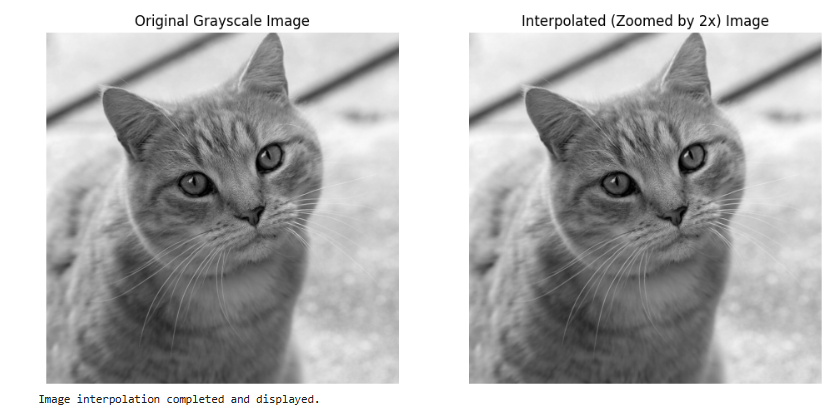 Original Grayscale Image
Interpolated (Zoomed by 2x) Image
Image interpolation completed and displayed.